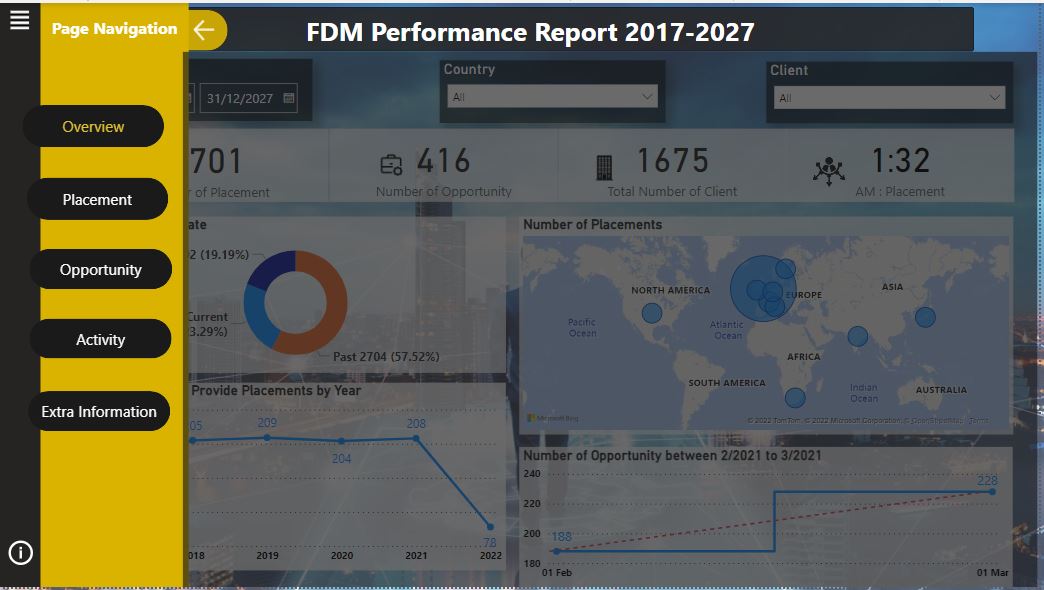 Page Navigation
FDM Performance Report 2017-2027
Overview
Placement
Opportunity
Activity
Extra Information
31/12/2027
Country
All
Client
All
701
r of Placement
416
Number of Opportunity
1675
Total Number of Client
1:32
AM : Placement
ate
(19.19%)
Current
3.29%)
Past 2704 (57.52%)
Number of Placements
NORTH AMERICA
EUROPE
ASIA
Pacific
Ocean
Atlantic
Ocean
AFRICA
SOUTH AMERICA
Indian
Ocean
AUSTRALIA
Microsoft Bing
© 2022 TomTom, © 2022 Microsoft Corporation, © OpenStreetMap Terms
Provide Placements by Year
05
209
204
208
78
018
2019
2020
2021
2022
Number of Opportunity between 2/2021 to 3/2021
240
220
200
180
188
228
01 Feb
01 Mar